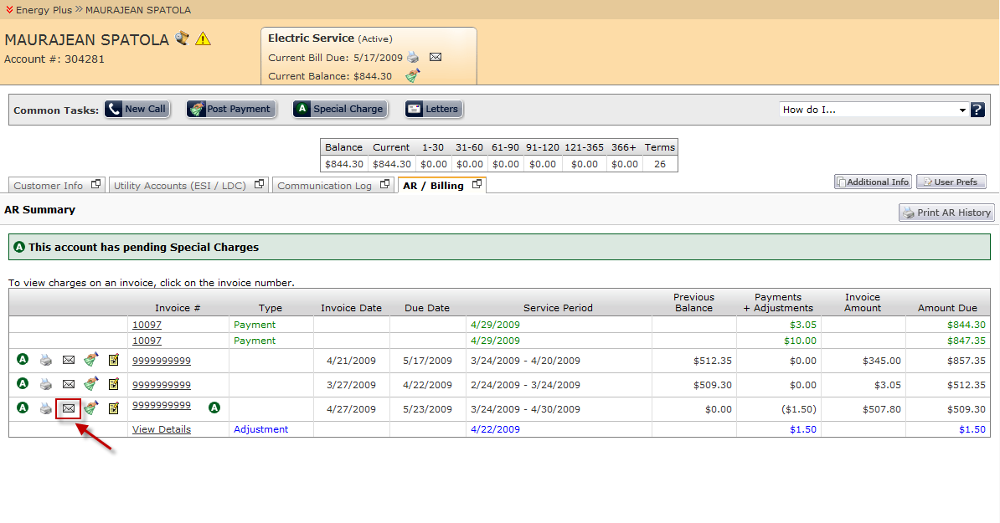 Energy Plus » MAURAJEAN SPATOLA
MAURAJEAN SPATOLA
Account #: 304281
Electric Service (Active)
Current Bill Due: 5/17/2009
Current Balance: $844.30
Common Tasks: New Call Post Payment A Special Charge Letters How do I... ?
Balance Current 1-30 31-60 61-90 91-120 121-365 366+ Terms
$844.30 $844.30 $0.00 $0.00 $0.00 $0.00 $0.00 $0.00 26
Customer Info Utility Accounts (ESI / LDC) Communication Log AR / Billing Additional Info User Prefs
AR Summary
Print AR History
A This account has pending Special Charges
To view charges on an invoice, click on the invoice number.
Invoice # Type Invoice Date Due Date Service Period Previous Balance Payments + Adjustments Invoice Amount Amount Due
10097 Payment 4/29/2009 $3.05 $844.30
10097 Payment 4/29/2009 $10.00 $847.35
A 9999999999 4/21/2009 5/17/2009 3/24/2009 - 4/20/2009 $512.35 $0.00 $345.00 $857.35
A 9999999999 3/27/2009 4/22/2009 2/24/2009 - 3/24/2009 $509.30 $0.00 $3.05 $512.35
A 9999999999 A 4/27/2009 5/23/2009 3/24/2009 - 4/30/2009 $0.00 ($1.50) $507.80 $509.30
View Details Adjustment 4/22/2009 $1.50 $1.50